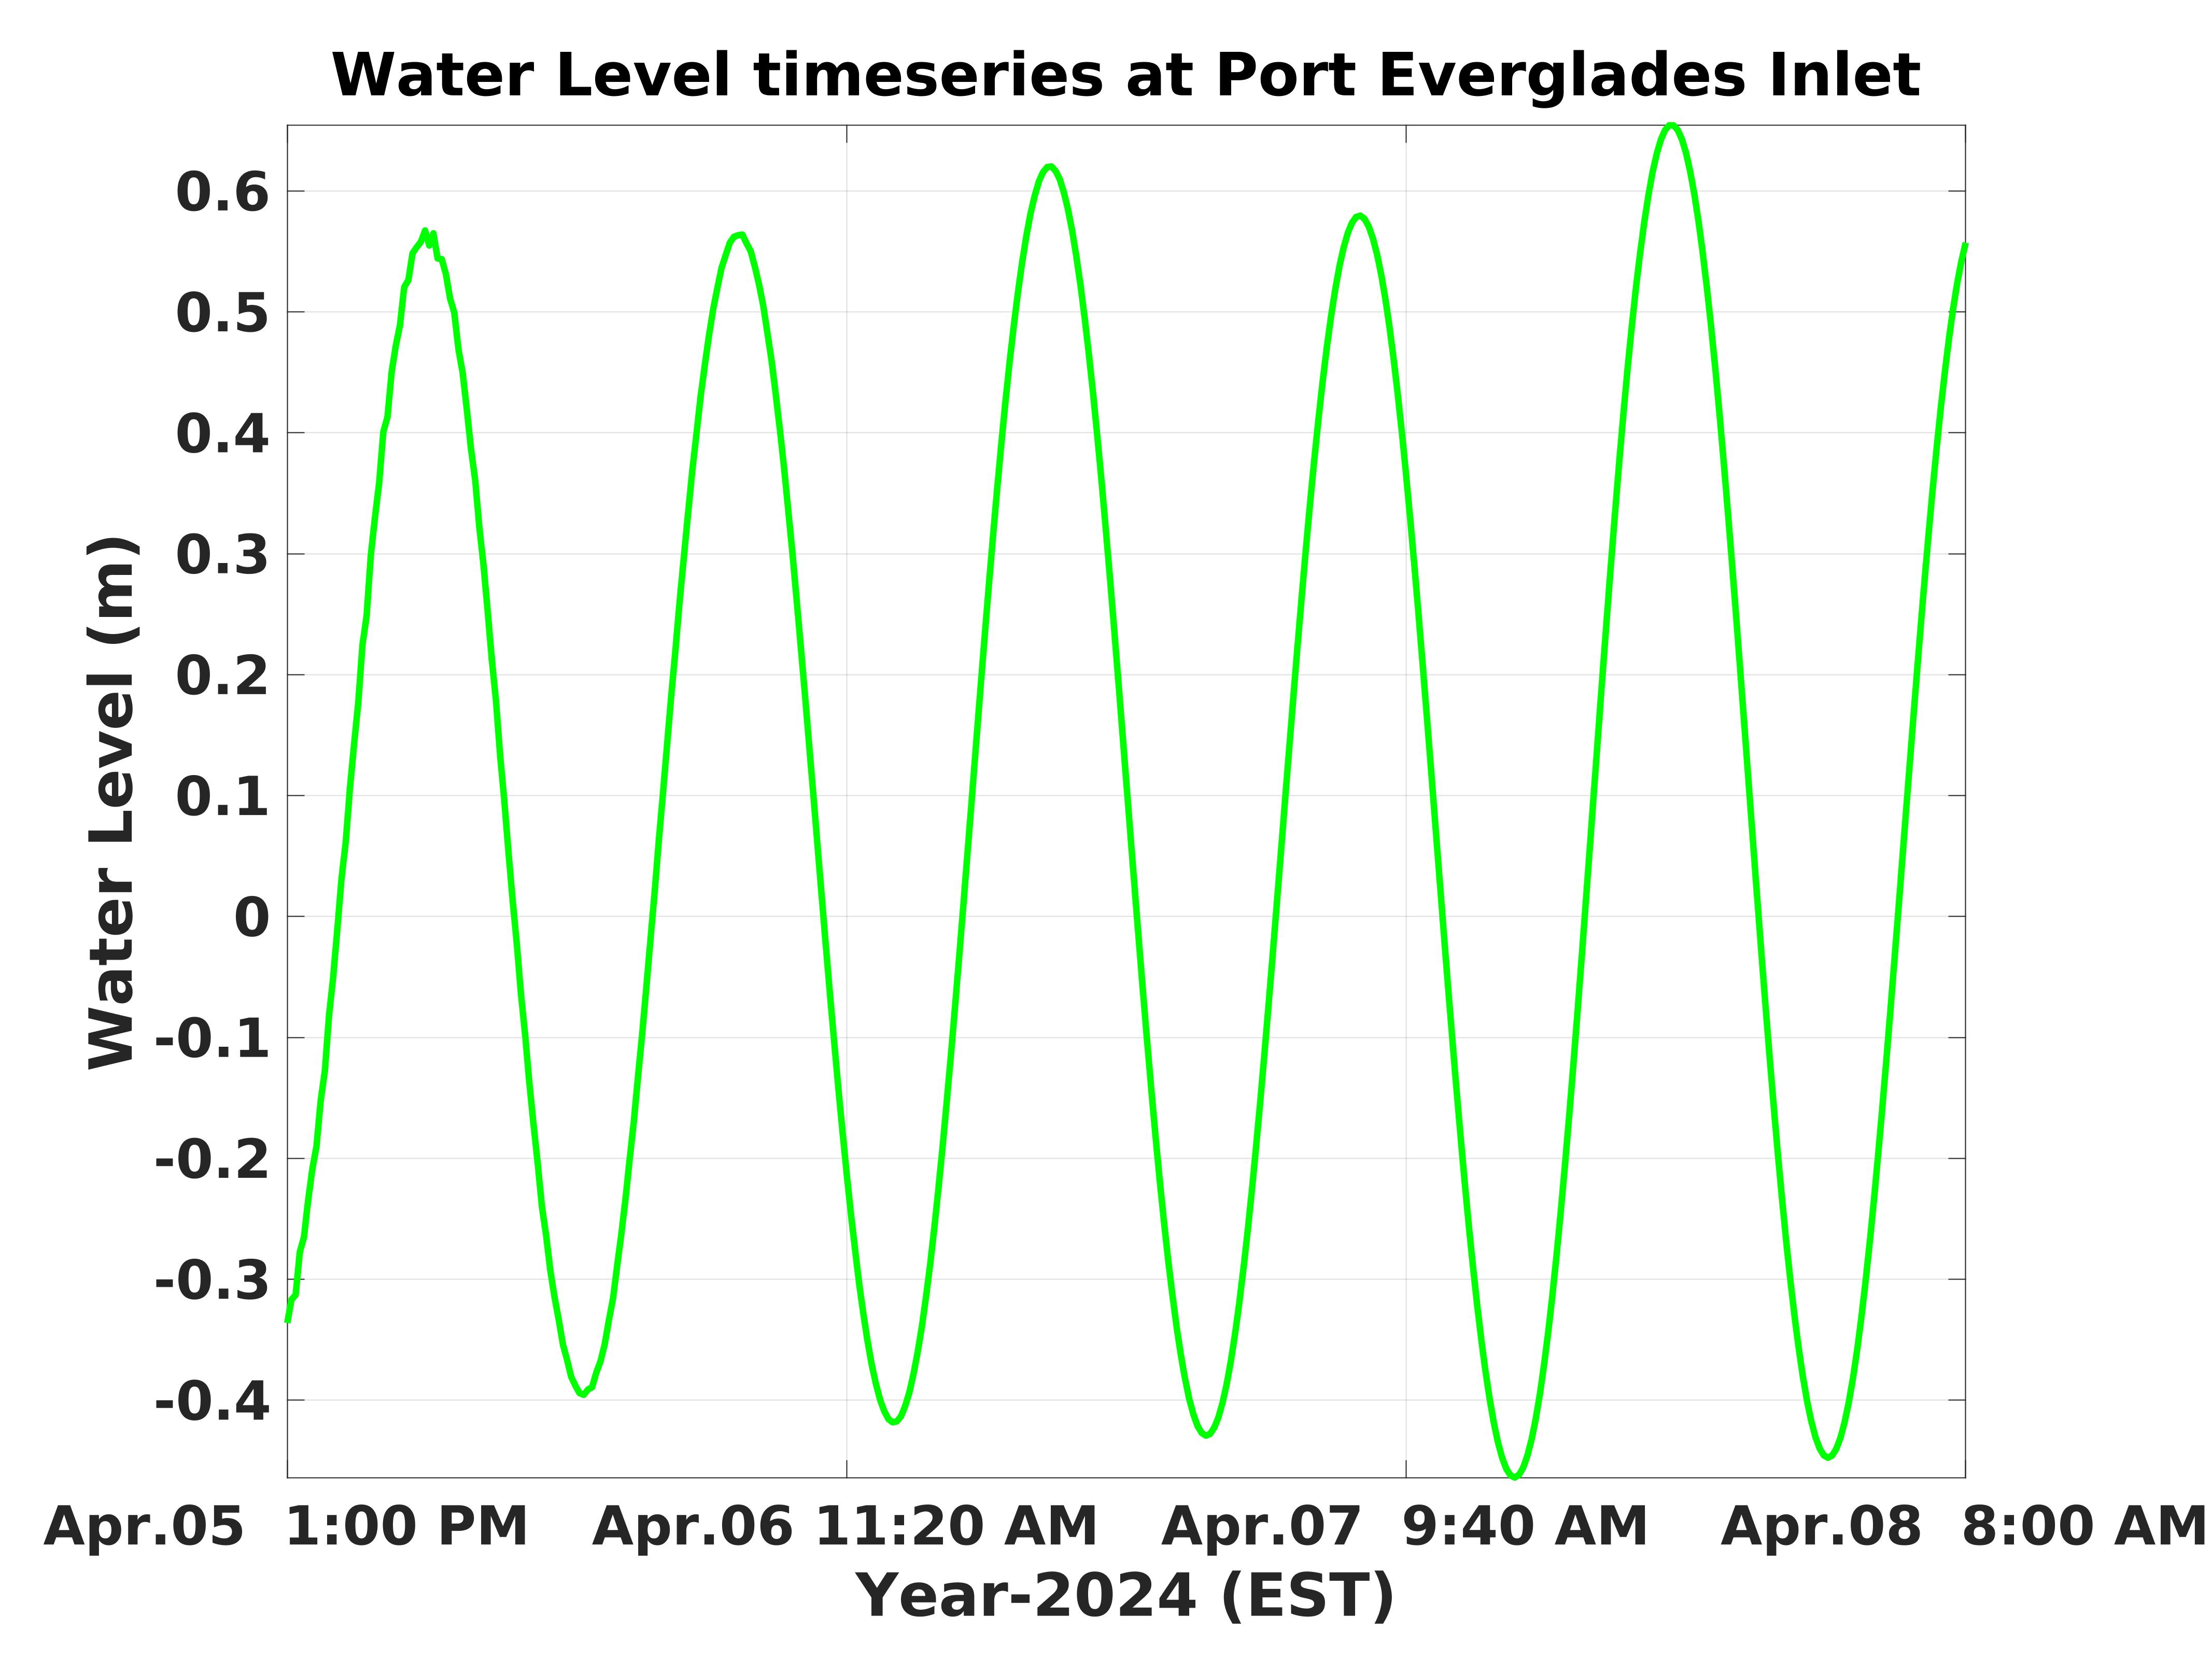 Water Level timeseries at Port Everglades Inlet
0.6
0.5
0.4
0.3
0.2
0.1
0
-0.1
-0.2
-0.3
-0.4
Water Level (m)
Apr.05 1:00 PM Apr.06 11:20 AM Apr.07 9:40 AM Apr.08 8:00 AM
Year-2024 (EST)